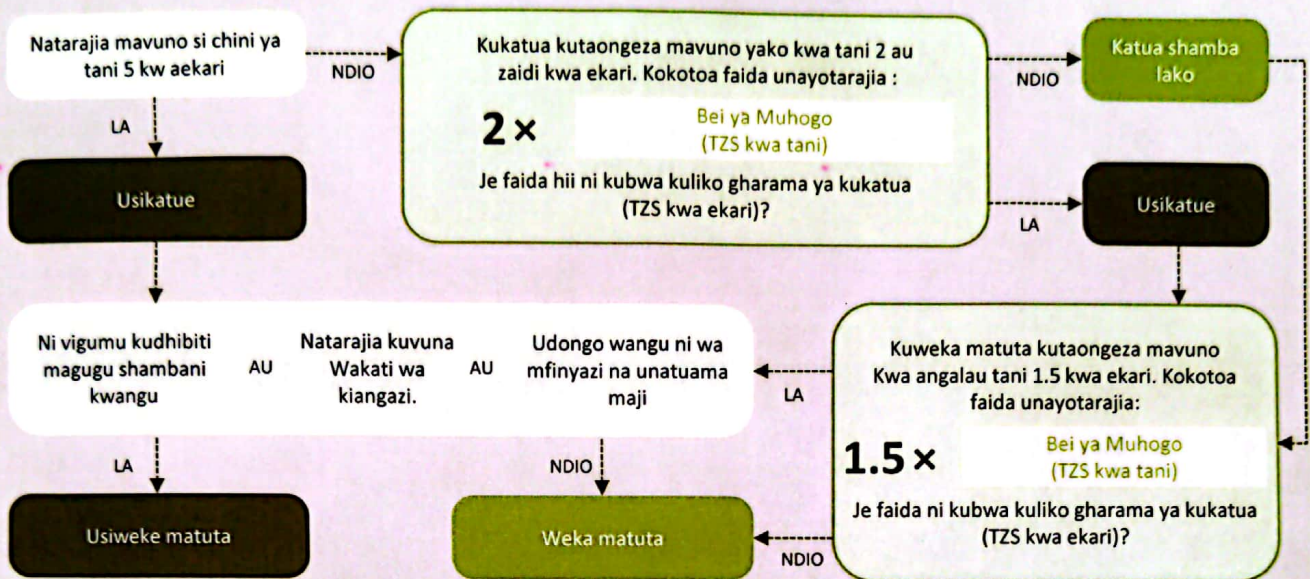 Natarajia mavuno si chini ya
tani 5 kw aekari
NDIO
Kukatua kutaongeza mavuno yako kwa tani 2 au
zaidi kwa ekari. Kokotoa faida unayotarajia :
2 ×
Bei ya Muhogo
(TZS kwa tani)
Je faida hii ni kubwa kuliko gharama ya kukatua
(TZS kwa ekari)?
NDIO
Katua shamba
lako
LA
Usikatue
LA
Usikatue
Ni vigumu kudhibiti
magugu shambani
kwangu
AU
Natarajia kuvuna
Wakati wa
kiangazi.
AU
Udongo wangu ni wa
mfinyazi na unatuama
maji
LA
Kuweka matuta kutaongeza mavuno
Kwa angalau tani 1.5 kwa ekari. Kokotoa
faida unayotarajia:
1.5 ×
Bei ya Muhogo
(TZS kwa tani)
Je faida ni kubwa kuliko gharama ya kukatua
(TZS kwa ekari)?
LA
Usiweke matuta
NDIO
Weka matuta
NDIO